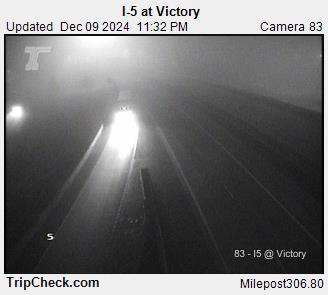 I-5 at Victory
Updated Dec 09 2024 11:32 PM Camera 83
T
S
83 - I5 @ Victory
TripCheck.com Milepost306.80